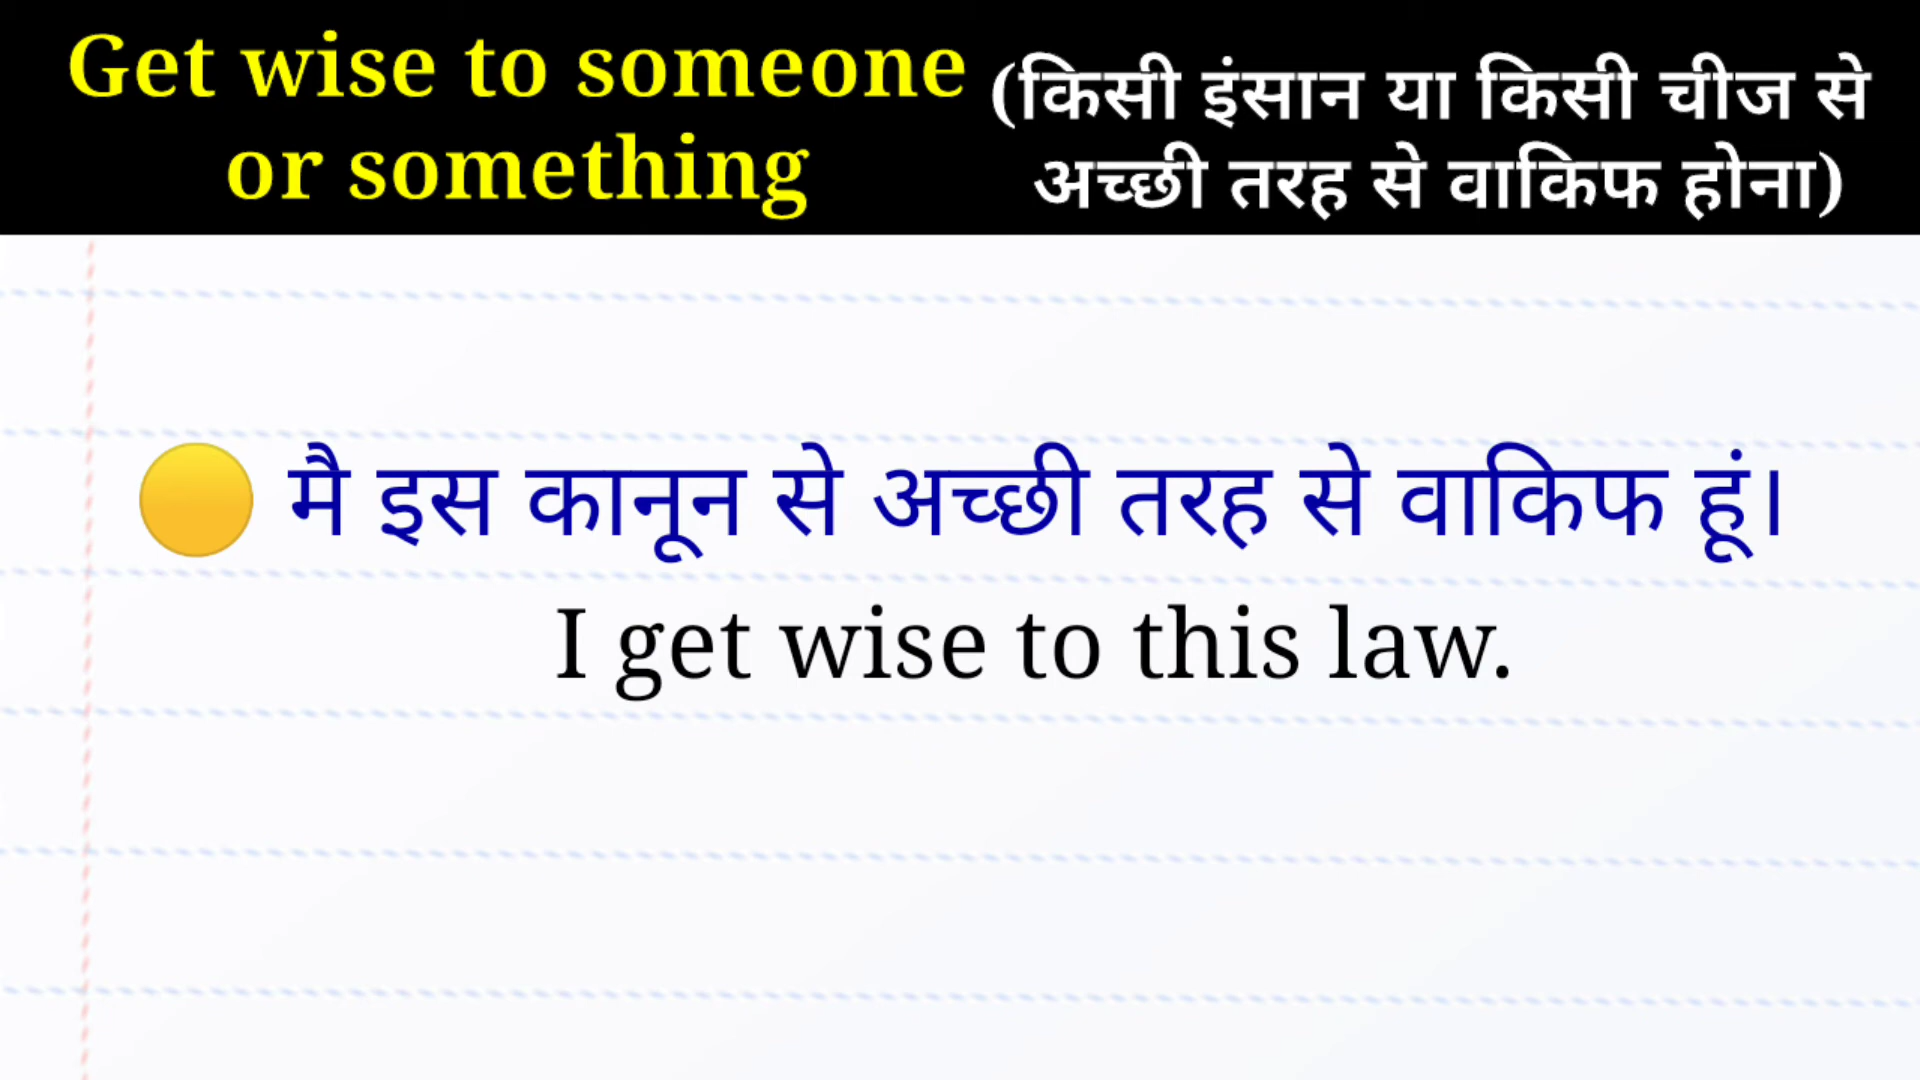 Get wise to someone
or something
(किसी इंसान या किसी चीज से
अच्छी तरह से वाकिफ होना)
मै इस कानून से अच्छी तरह से वाकिफ हूं।
I get wise to this law.